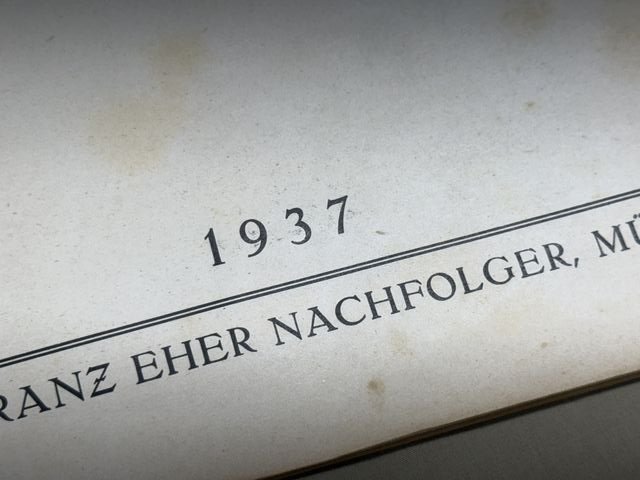 1937
RANZ EHER NACHFOLGER, MÜ